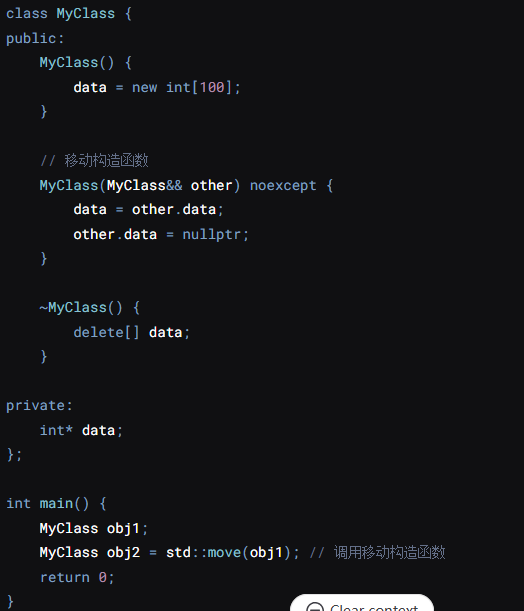 class MyClass {
public:
    MyClass() {
        data = new int[100];
    }

    // 移动构造函数
    MyClass(MyClass&& other) noexcept {
        data = other.data;
        other.data = nullptr;
    }

    ~MyClass() {
        delete[] data;
    }

private:
    int* data;
};

int main() {
    MyClass obj1;
    MyClass obj2 = std::move(obj1); // 调用移动构造函数
    return 0;
}
Clear context